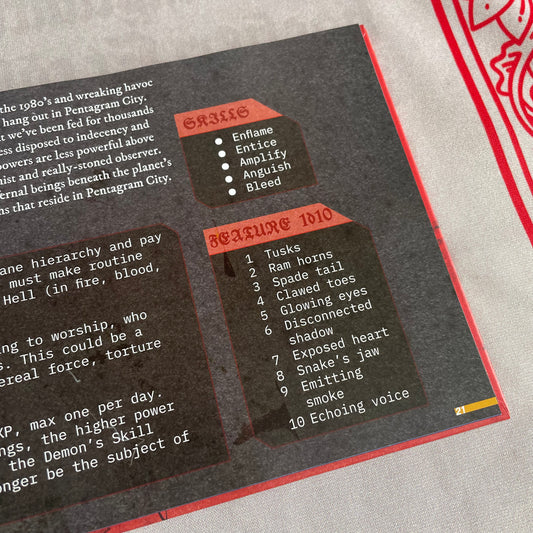 the 1980's and wreaking havoc
hang out in Pentagram City.
t we've been fed for thousands
ess disposed to indecency and
powers are less powerful above
nist and really-stoned observer.
ernal beings beneath the planet's
ns that reside in Pentagram City.
ane hierarchy and pay
must make routine
Hell (in fire, blood,
ng to worship, who
s. This could be a
ereal force, torture
XP, max one per day.
ngs, the higher power
the Demon's Skill
onger be the subject of
SKILLS
Enflame
Entice
Amplify
Anguish
Bleed
FEATURE 1d10
1 Tusks
2 Ram horns
3 Spade tail
4 Clawed toes
5 Glowing eyes
6 Disconnected
shadow
7 Exposed heart
8 Snake's jaw
9 Emitting
smoke
10 Echoing voice
21